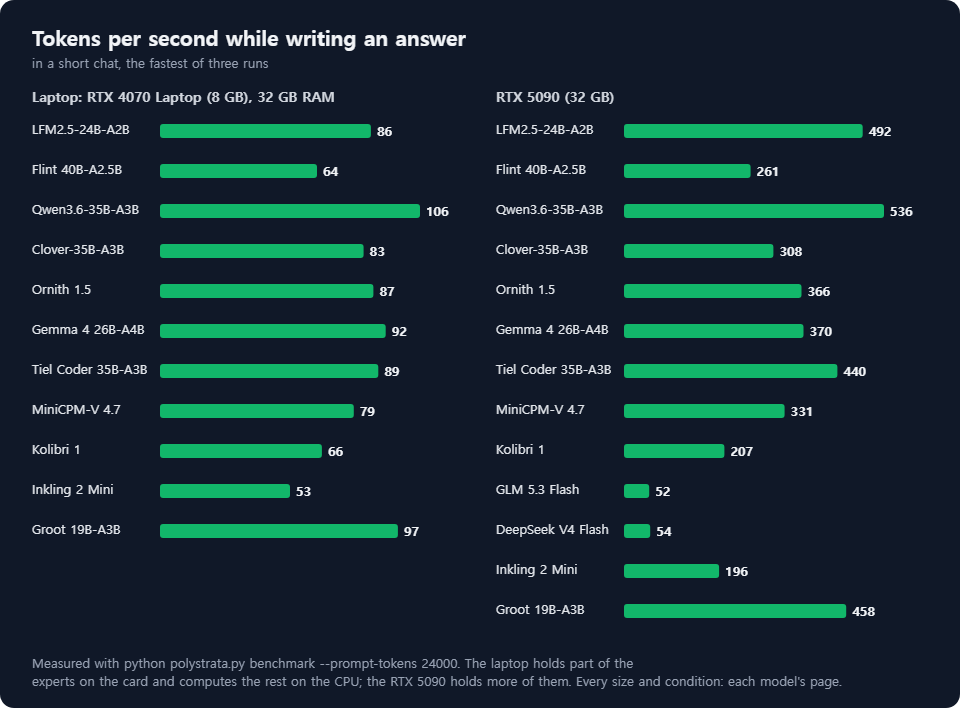 Tokens per second while writing an answer
in a short chat, the fastest of three runs
Laptop: RTX 4070 Laptop (8 GB), 32 GB RAM
LFM2.5-24B-A2B 86
Flint 40B-A2.5B 64
Qwen3.6-35B-A3B 106
Clover-35B-A3B 83
Ornith 1.5 87
Gemma 4 26B-A4B 92
Tiel Coder 35B-A3B 89
MiniCPM-V 4.7 79
Kolibri 1 66
Inkling 2 Mini 53
Groot 19B-A3B 97
RTX 5090 (32 GB)
LFM2.5-24B-A2B 492
Flint 40B-A2.5B 261
Qwen3.6-35B-A3B 536
Clover-35B-A3B 308
Ornith 1.5 366
Gemma 4 26B-A4B 370
Tiel Coder 35B-A3B 440
MiniCPM-V 4.7 331
Kolibri 1 207
GLM 5.3 Flash 52
DeepSeek V4 Flash 54
Inkling 2 Mini 196
Groot 19B-A3B 458
Measured with python polystrata.py benchmark --prompt-tokens 24000. The laptop holds part of the
experts on the card and computes the rest on the CPU; the RTX 5090 holds more of them. Every size and condition: each model's page.